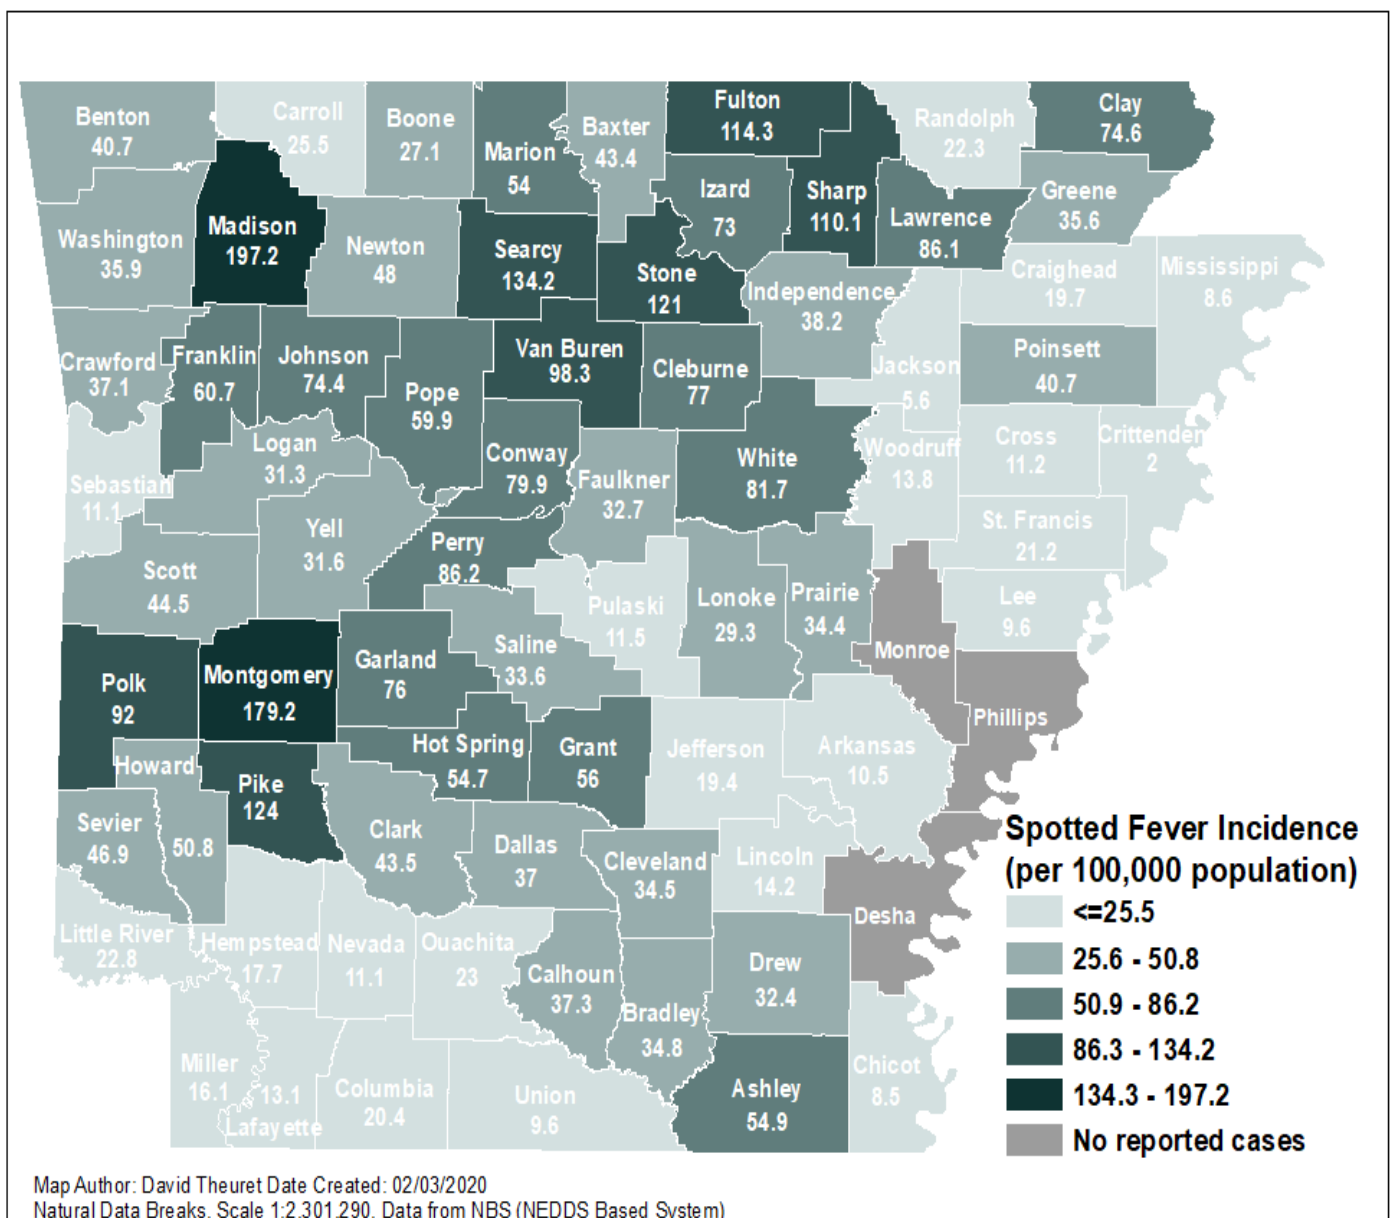 Benton
40.7
Carroll
25.5
Boone
27.1
Marion
54
Baxter
43.4
Fulton
114.3
Randolph
22.3
Clay
74.6
Washington
35.9
Madison
197.2
Newton
48
Searcy
134.2
Stone
121
Izard
73
Sharp
110.1
Lawrence
86.1
Greene
35.6
Independence
38.2
Craighead
19.7
Mississippi
8.6
Crawford
37.1
Franklin
60.7
Johnson
74.4
Pope
59.9
Van Buren
98.3
Cleburne
77
Jackson
5.6
Poinsett
40.7
Sebastian
11.1
Logan
31.3
Conway
79.9
Faulkner
32.7
White
81.7
Woodruff
13.8
Cross
11.2
Crittenden
2
Scott
44.5
Yell
31.6
Perry
86.2
Pulaski
11.5
Lonoke
29.3
Prairie
34.4
St. Francis
21.2
Lee
9.6
Monroe
Phillips
Polk
92
Montgomery
179.2
Garland
76
Saline
33.6
Hot Spring
54.7
Grant
56
Jefferson
19.4
Arkansas
10.5
Howard
50.8
Pike
124
Sevier
46.9
Clark
43.5
Dallas
37
Cleveland
34.5
Lincoln
14.2
Desha
Little River
22.8
Hempstead
17.7
Nevada
11.1
Ouachita
23
Calhoun
37.3
Bradley
34.8
Drew
32.4
Miller
16.1
13.1
Lafayette
Columbia
20.4
Union
9.6
Ashley
54.9
Chicot
8.5
Spotted Fever Incidence
(per 100,000 population)
<=25.5
25.6 - 50.8
50.9 - 86.2
86.3 - 134.2
134.3 - 197.2
No reported cases
Map Author: David Theuret Date Created: 02/03/2020
Natural Data Breaks. Scale 1:2,301,290. Data from NBS (NEDDS Based System)